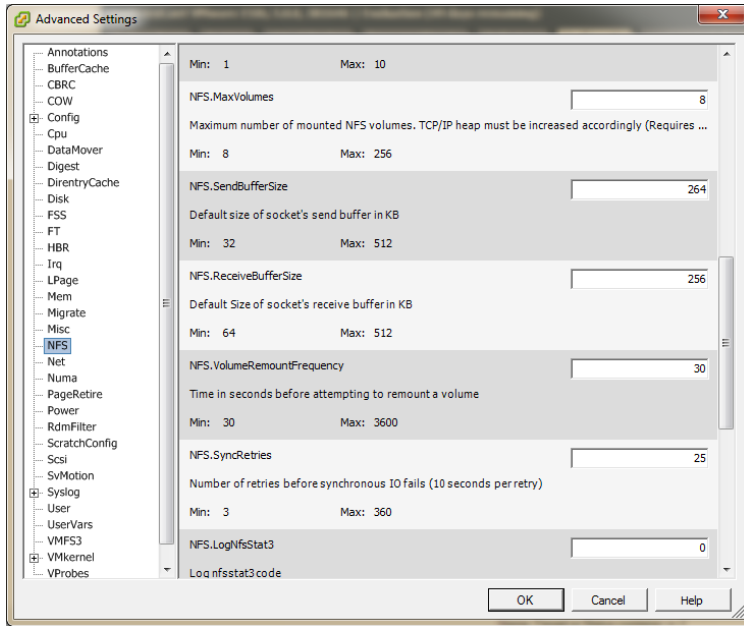 Advanced Settings
Annotations
BufferCache
CBRC
COW
Config
Cpu
DataMover
Digest
DirentryCache
Disk
FSS
FT
HBR
Irq
LPage
Mem
Migrate
Misc
NFS
Net
Numa
PageRetire
Power
RdmFilter
ScratchConfig
Scsi
SvMotion
Syslog
User
UserVars
VMFS3
VMkernel
VProbes
Min: 1 Max: 10
NFS.MaxVolumes 8
Maximum number of mounted NFS volumes. TCP/IP heap must be increased accordingly (Requires ...
Min: 8 Max: 256
NFS.SendBufferSize 264
Default size of socket's send buffer in KB
Min: 32 Max: 512
NFS.ReceiveBufferSize 256
Default Size of socket's receive buffer in KB
Min: 64 Max: 512
NFS.VolumeRemountFrequency 30
Time in seconds before attempting to remount a volume
Min: 30 Max: 3600
NFS.SyncRetries 25
Number of retries before synchronous IO fails (10 seconds per retry)
Min: 3 Max: 360
NFS.LogNfsStat3 0
Log nfsstat3 code
OK Cancel Help